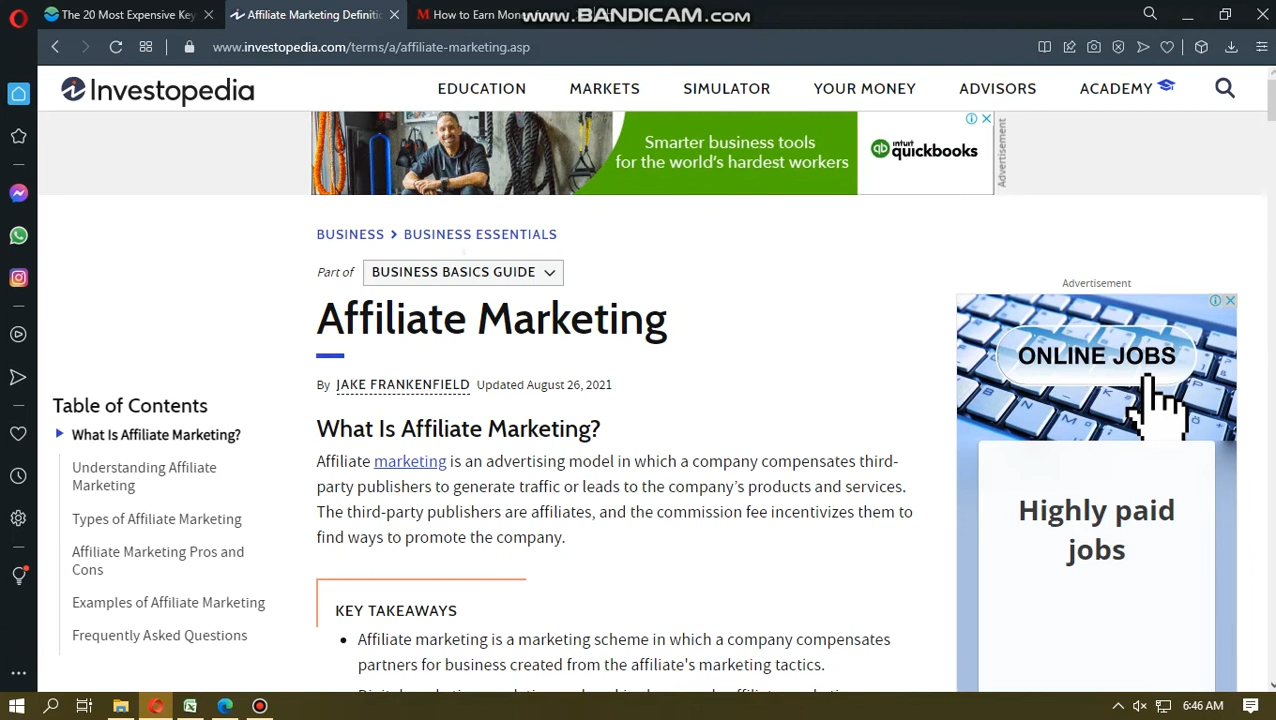 The 20 Most Expensive Key
Affiliate Marketing Definiti
How to Earn Mone
www.BANDICAM.com
www.investopedia.com/terms/a/affiliate-marketing.asp
Investopedia
EDUCATION MARKETS SIMULATOR YOUR MONEY ADVISORS ACADEMY
Smarter business tools
for the world's hardest workers
intuit
quickbooks
Advertisement
BUSINESS > BUSINESS ESSENTIALS
Part of BUSINESS BASICS GUIDE
Affiliate Marketing
By JAKE FRANKENFIELD Updated August 26, 2021
Table of Contents
What Is Affiliate Marketing?
Understanding Affiliate
Marketing
Types of Affiliate Marketing
Affiliate Marketing Pros and
Cons
Examples of Affiliate Marketing
Frequently Asked Questions
What Is Affiliate Marketing?
Affiliate marketing is an advertising model in which a company compensates third-
party publishers to generate traffic or leads to the company's products and services.
The third-party publishers are affiliates, and the commission fee incentivizes them to
find ways to promote the company.
KEY TAKEAWAYS
• Affiliate marketing is a marketing scheme in which a company compensates
partners for business created from the affiliate's marketing tactics.
Advertisement
ONLINE JOBS
Highly paid
jobs
6:46 AM